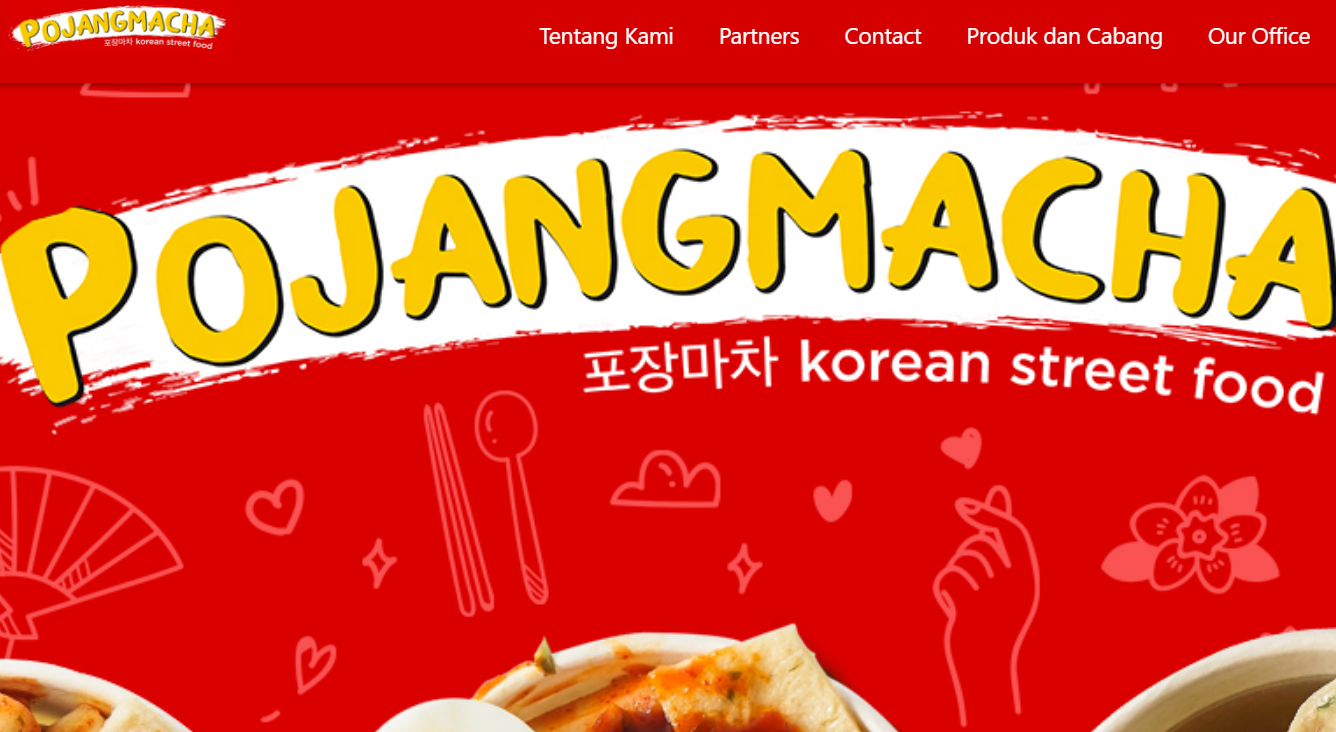 POJANGMACHA
포장마차 korean street food
Tentang Kami Partners Contact Produk dan Cabang Our Office
POJANGMACHA
포장마차 korean street food